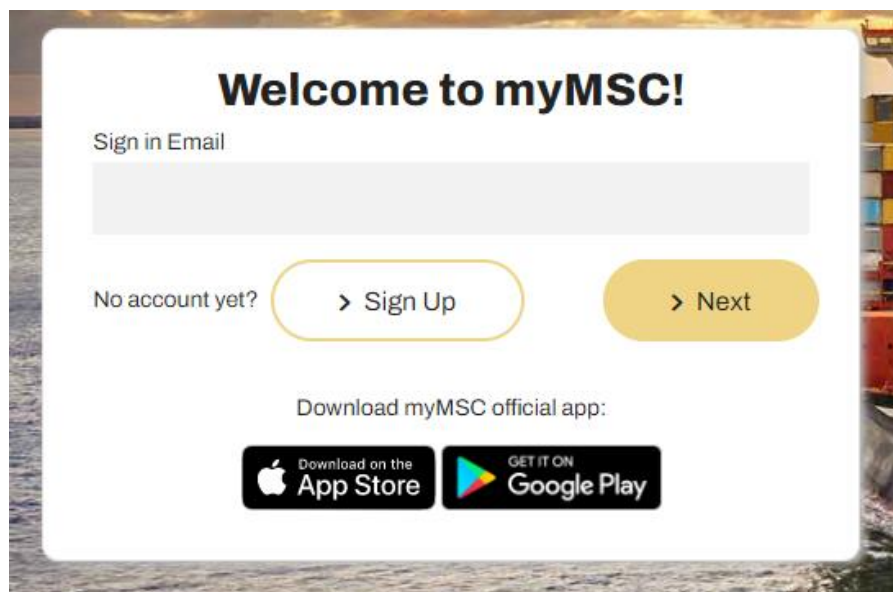 Welcome to myMSC!
Sign in Email
No account yet? > Sign Up > Next
Download myMSC official app:
Download on the App Store GET IT ON Google Play